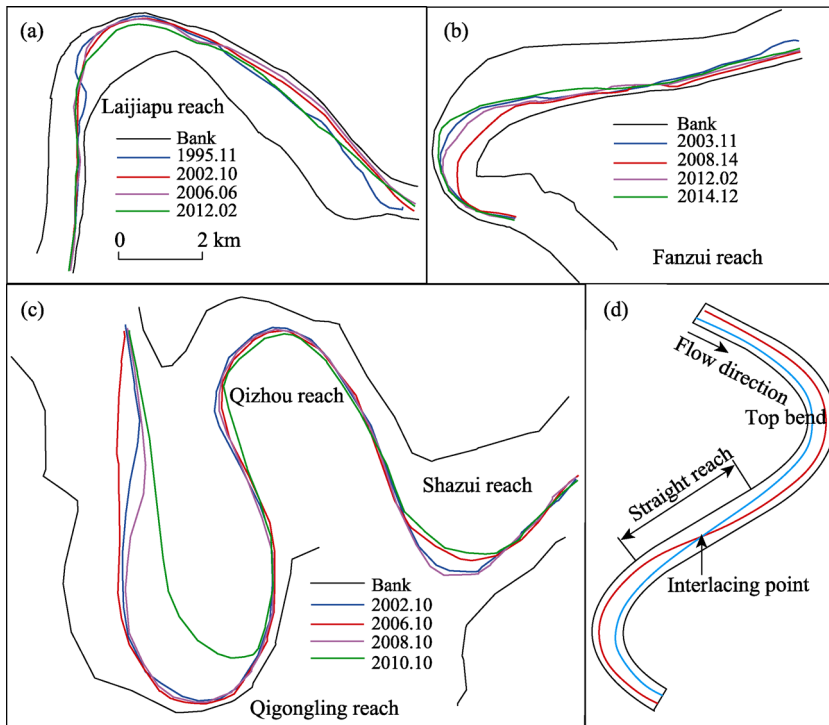 (a)
Laijiapu reach
Bank
1995.11
2002.10
2006.06
2012.02
0 2 km
(b)
Bank
2003.11
2008.14
2012.02
2014.12
Fanzui reach
(c)
Qizhou reach
Shazui reach
Bank
2002.10
2006.10
2008.10
2010.10
Qigongling reach
(d)
Flow direction
Top bend
Straight reach
Interlacing point